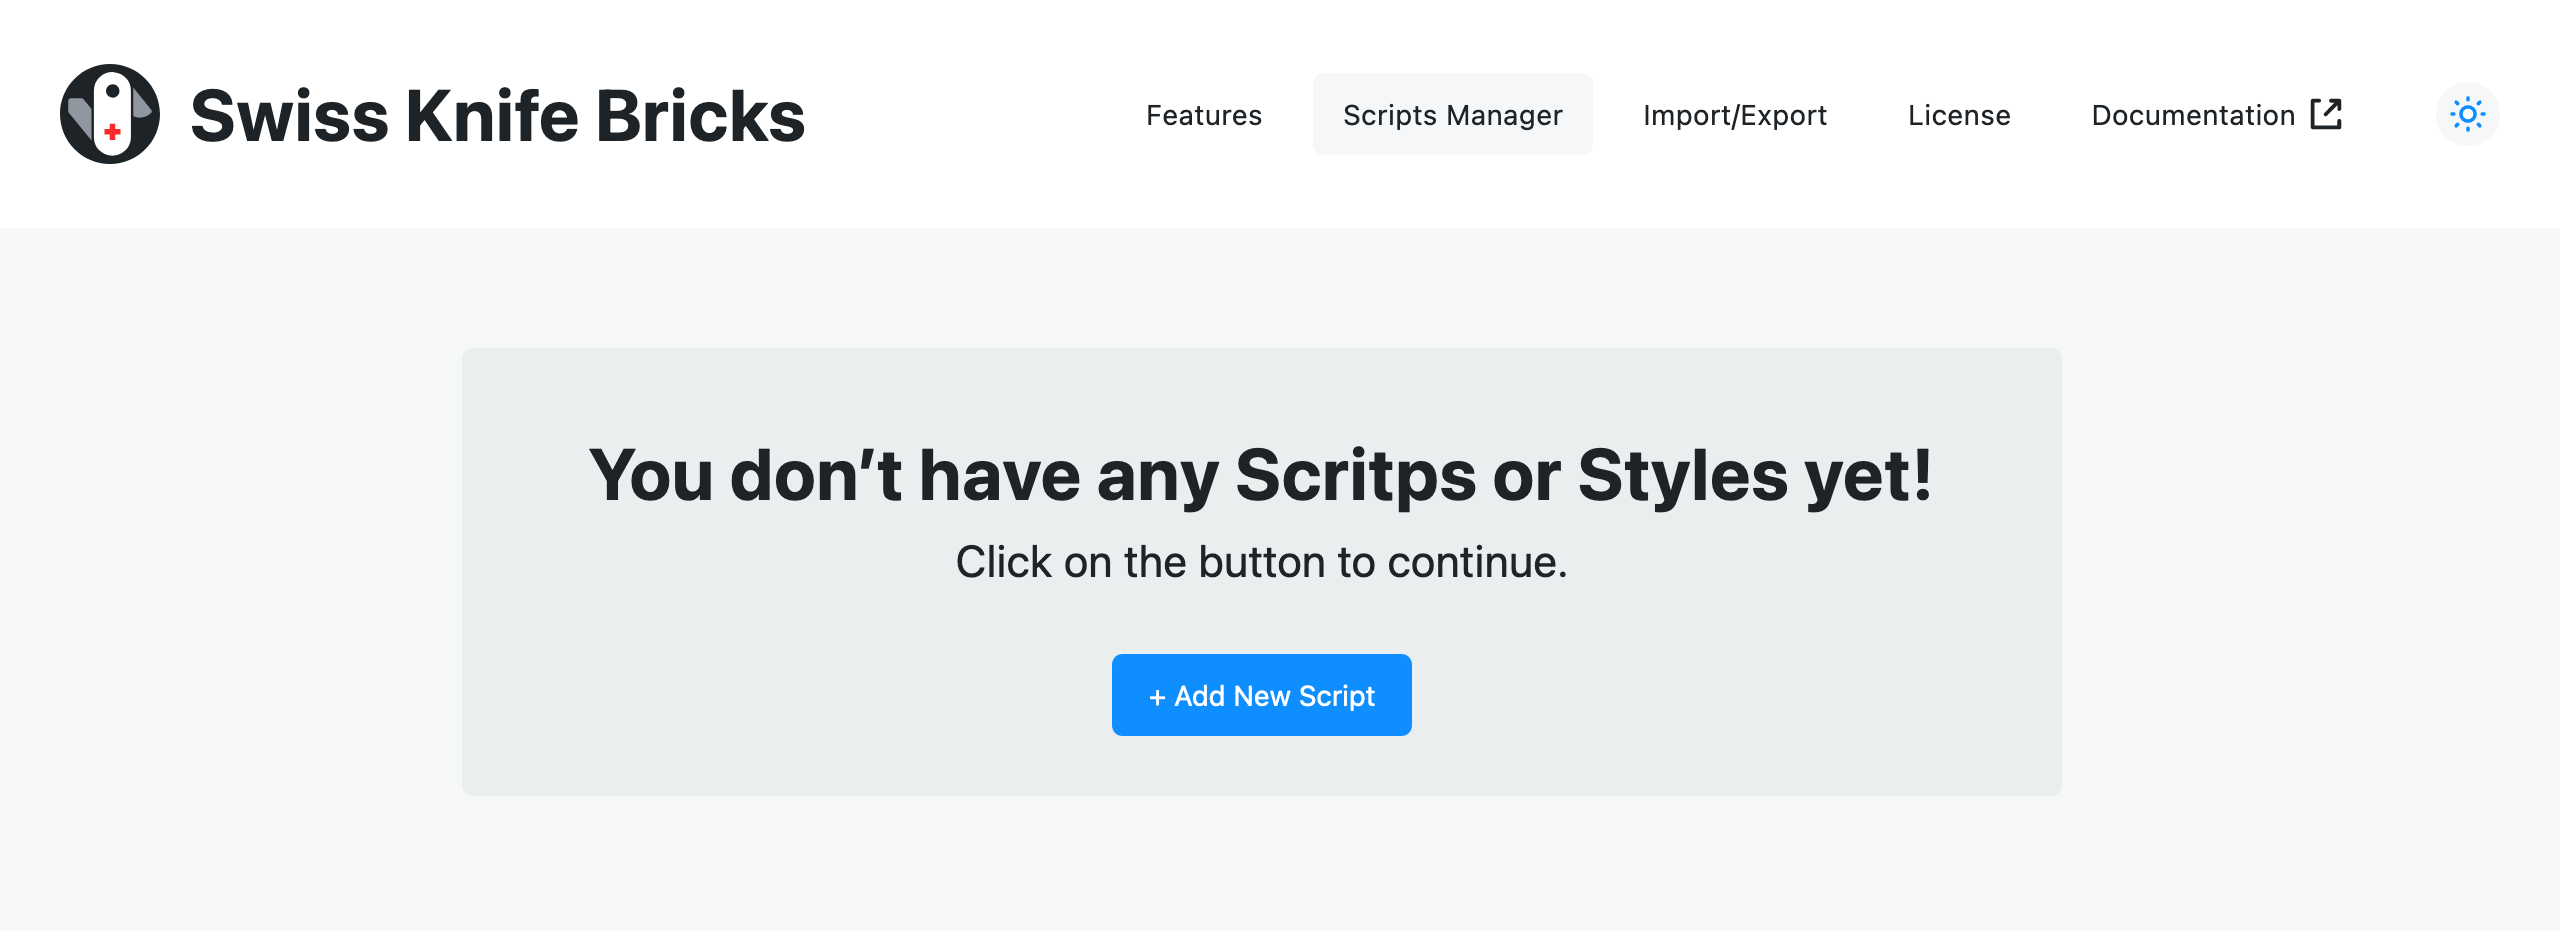 Swiss Knife Bricks
Features
Scripts Manager
Import/Export
License
Documentation
You don’t have any Scritps or Styles yet!
Click on the button to continue.
+ Add New Script